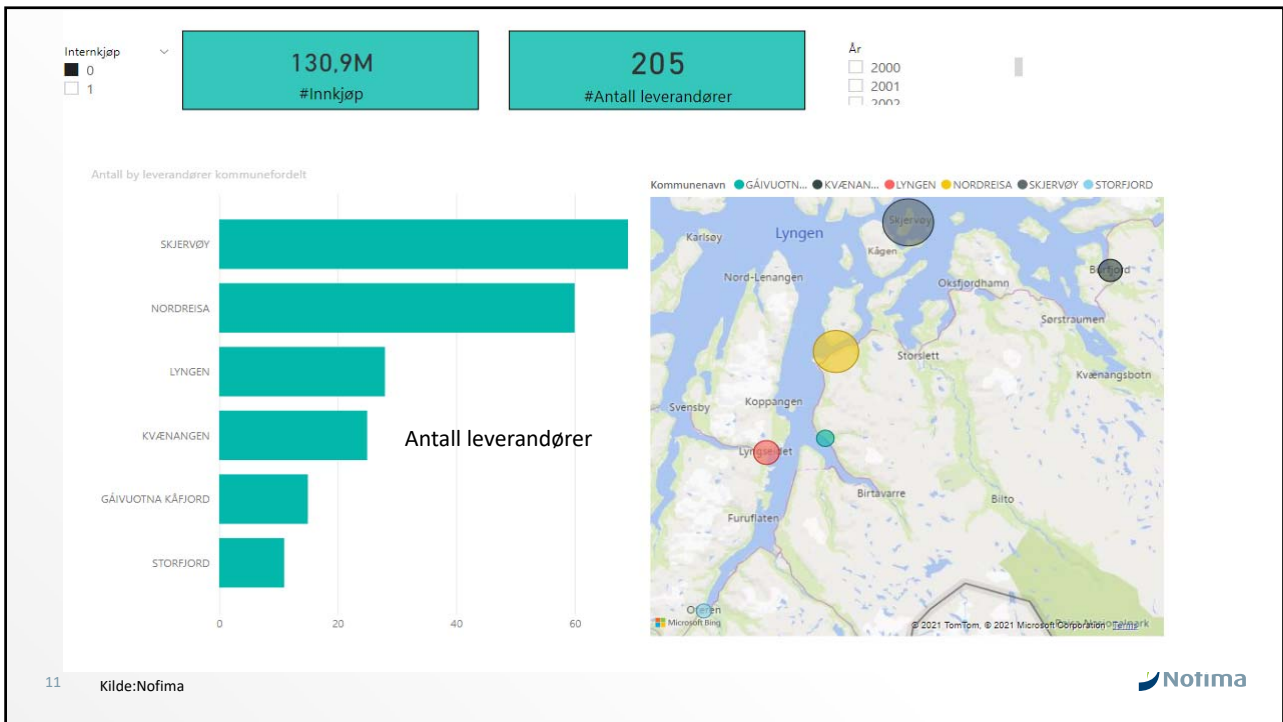 Internkjøp
0
1
130,9M
#Innkjøp
205
#Antall leverandører
År
2000
2001
2002
Antall by leverandører kommunefordelt
SKJERVØY
NORDREISA
LYNGEN
KVÆNANGEN
GÁIVUOTNA KÅFJORD
STORFJORD
0 20 40 60
Antall leverandører
Kommunenavn GÁIVUOTN... KVÆNAN... LYNGEN NORDREISA SKJERVØY STORFJORD
Skjervøy
Karlsøy
Lyngen
Kågen
Burfjord
Nord-Lenangen
Oksfjordhamn
Sørstraumen
Storslett
Kvænangsbotn
Koppangen
Svensby
Lyngseidet
Birtavarre
Bilto
Furuflaten
Oteren
Microsoft Bing
© 2021 TomTom, © 2021 Microsoft Corporation Terms
11
Kilde:Nofima
Nofima